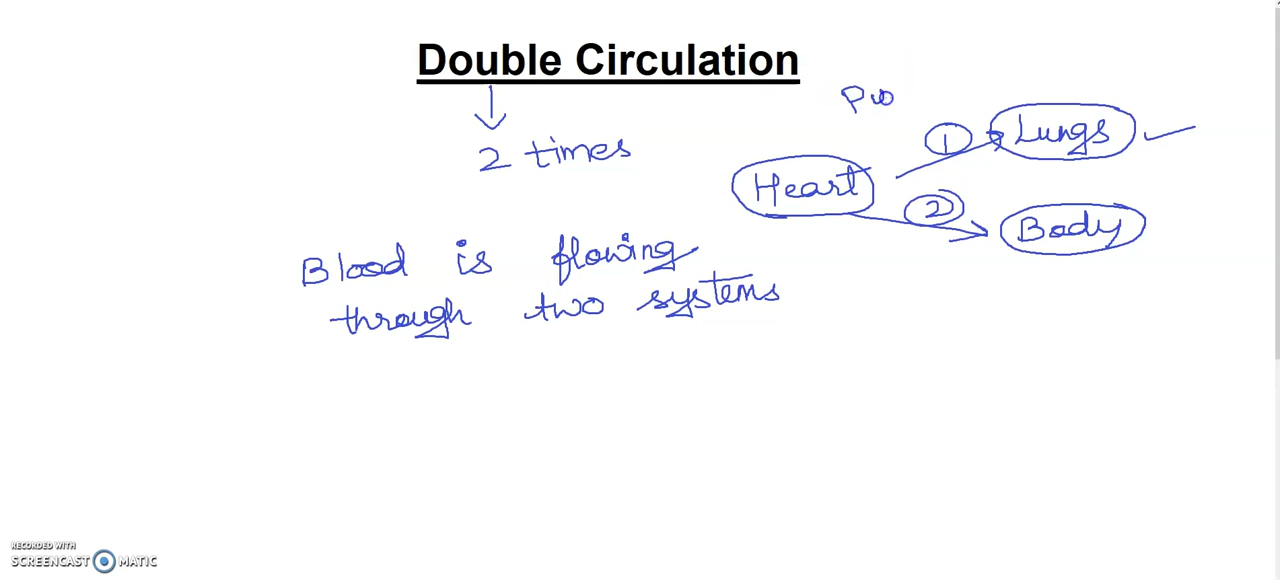 Double Circulation
2 times
Heart
1
Lungs
2
Body
Blood is flowing
through two systems
RECORDED WITH
SCREENCAST MATIC